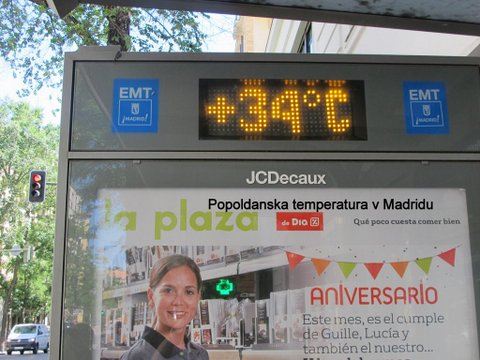 EMT
¡MADRID!
+34°C
EMT
¡MADRID!
JCDecaux
Popoldanska temperatura v Madridu
la plaza
de Dia %
Qué poco cuesta comer bien
ANIVERSARIO
Este mes, es el cumple
de Guille, Lucía y
también el nuestro...